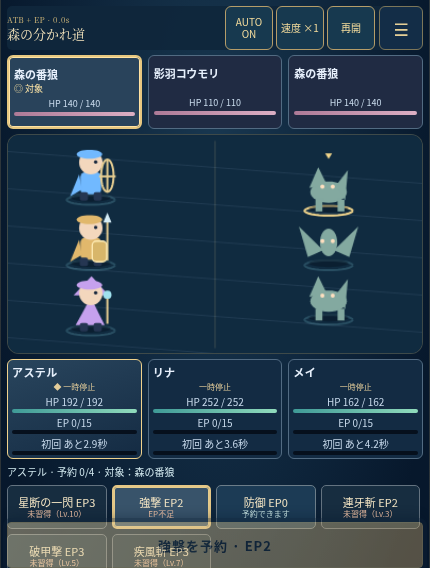 ATB + EP · 0.0s
森の分かれ道
AUTO ON
速度 ×1
再開
☰
森の番狼
◎ 対象
HP 140 / 140
影羽コウモリ
HP 110 / 110
森の番狼
HP 140 / 140
アステル
◆ 一時停止
HP 192 / 192
EP 0/15
初回 あと2.9秒
リナ
一時停止
HP 252 / 252
EP 0/15
初回 あと3.6秒
メイ
一時停止
HP 162 / 162
EP 0/15
初回 あと4.2秒
アステル · 予約 0/4 · 対象：森の番狼
星断の一閃 EP3
未習得（Lv.10）
強撃 EP2
EP不足
防御 EP0
予約できます
連牙斬 EP2
未習得（Lv.3）
破甲撃 EP3
未習得（Lv.5）
疾風斬 EP3
未習得（Lv.7）
強撃を予約 · EP2